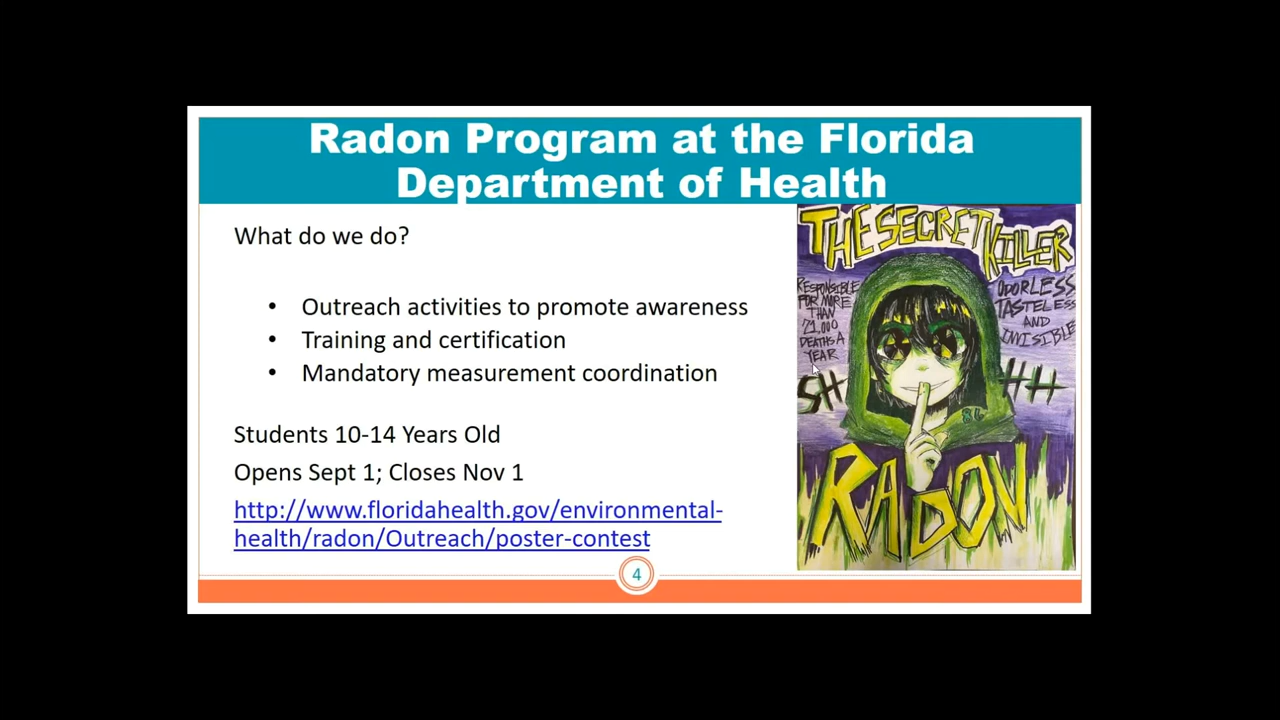 Radon Program at the Florida
Department of Health
What do we do?
• Outreach activities to promote awareness
• Training and certification
• Mandatory measurement coordination
Students 10-14 Years Old
Opens Sept 1; Closes Nov 1
http://www.floridahealth.gov/environmental-
health/radon/Outreach/poster-contest
THE SECRET KILLER
RESPONSIBLE
FOR MORE
THAN
21,000
DEATHS A
YEAR
ODORLESS
TASTELESS
AND
INVISIBLE
SHHH
86
RADON
4